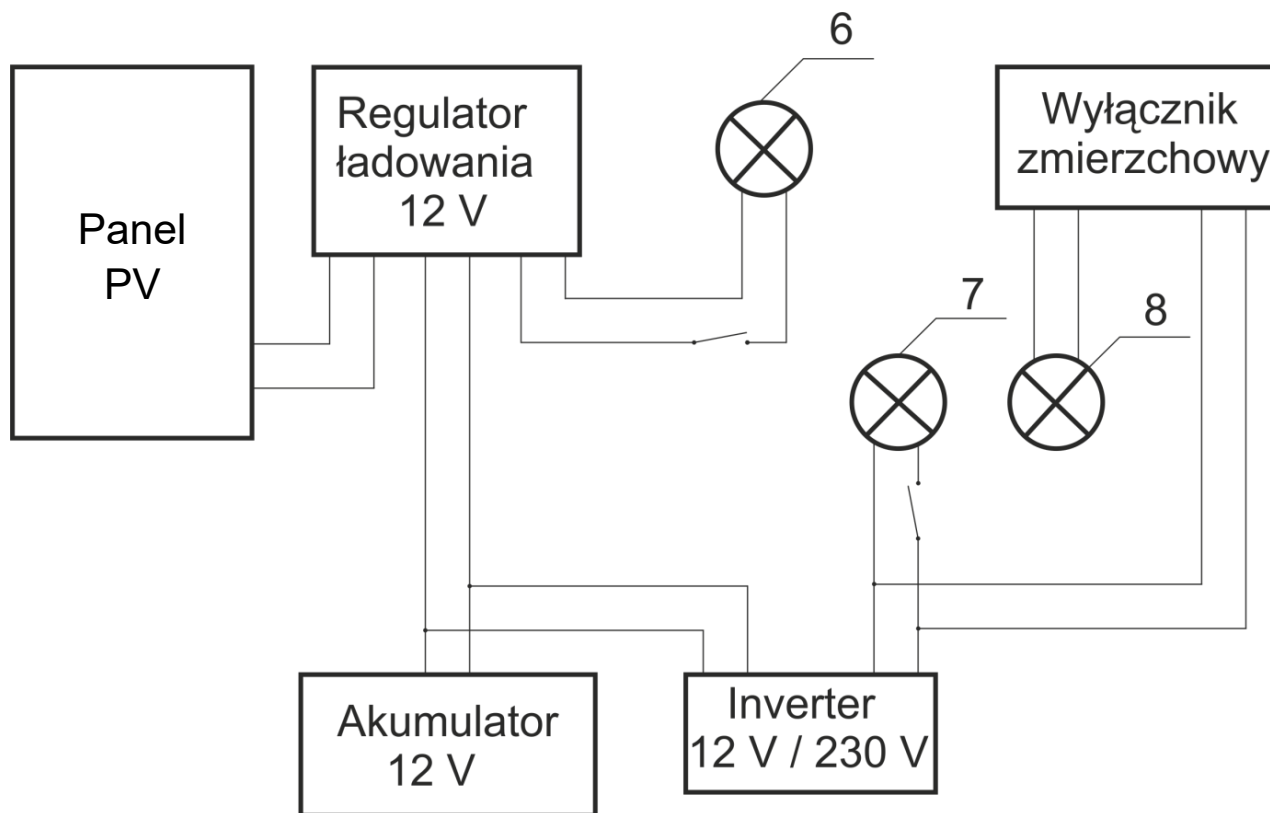 6
Regulator
ładowania
12 V
Wyłącznik
zmierzchowy
Panel
PV
7
8
Akumulator
12 V
Inverter
12 V / 230 V